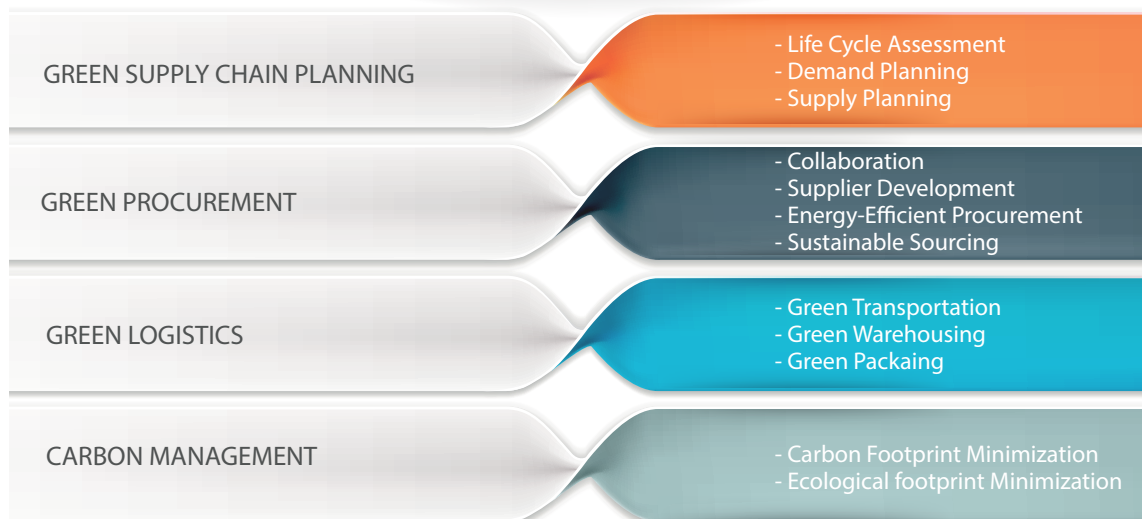 GREEN SUPPLY CHAIN PLANNING
- Life Cycle Assessment
- Demand Planning
- Supply Planning
GREEN PROCUREMENT
- Collaboration
- Supplier Development
- Energy-Efficient Procurement
- Sustainable Sourcing
GREEN LOGISTICS
- Green Transportation
- Green Warehousing
- Green Packaing
CARBON MANAGEMENT
- Carbon Footprint Minimization
- Ecological footprint Minimization